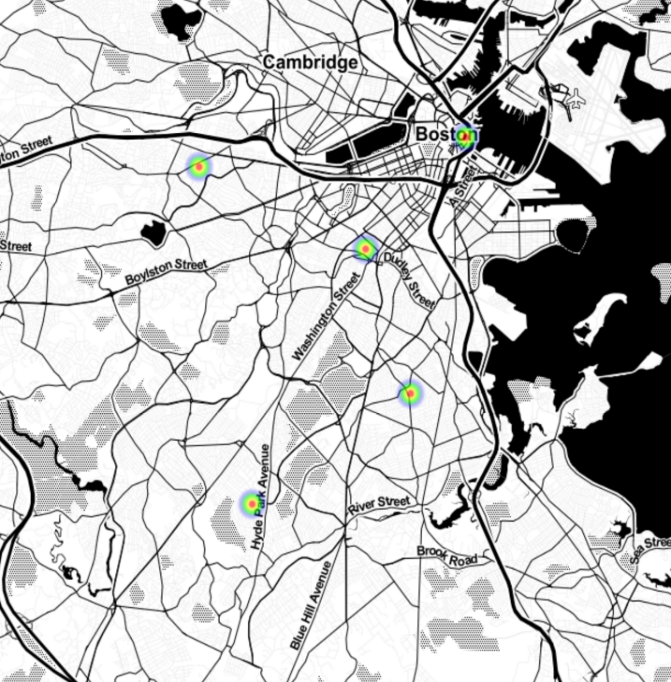 Cambridge
Boston
ton Street
A Street
Street
Boylston Street
Dudley Street
Washington Street
Hyde Park Avenue
River Street
Brook Road
Sea Stree
Blue Hill Avenue